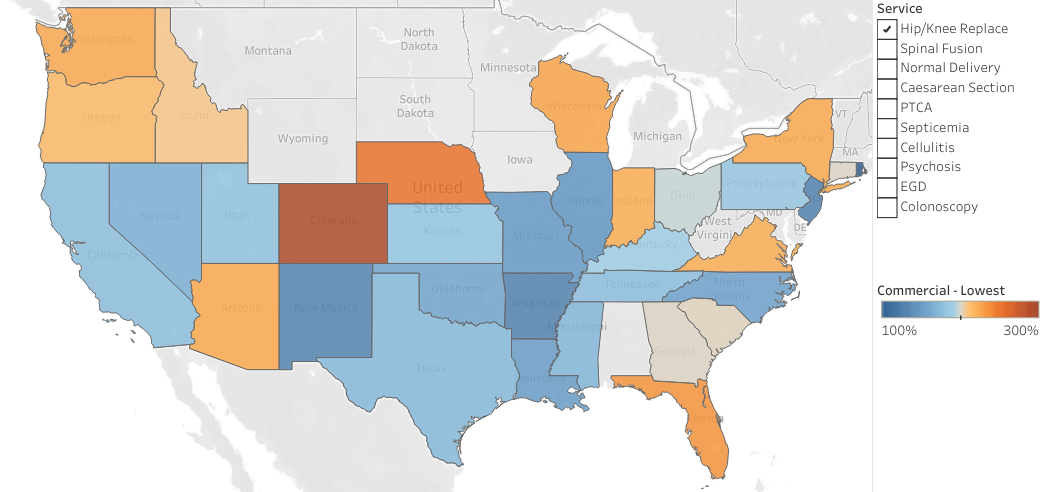 Washington
Montana
North
Dakota
Minnesota
Oregon
Idaho
South
Dakota
Wisconsin
Wyoming
Iowa
Michigan
New York
VT
MA
United
States
Nevada
Utah
Colorado
Kansas
California
Missouri
Illinois
Indiana
Ohio
Pennsylvania
West
Virginia
MD
DE
Kentucky
Tennessee
North
Carolina
Arizona
New Mexico
Oklahoma
Arkansas
Mississippi
Georgia
Texas
Louisiana
Florida
Service
Hip/Knee Replace
Spinal Fusion
Normal Delivery
Caesarean Section
PTCA
Septicemia
Cellulitis
Psychosis
EGD
Colonoscopy
Commercial - Lowest
100% 300%